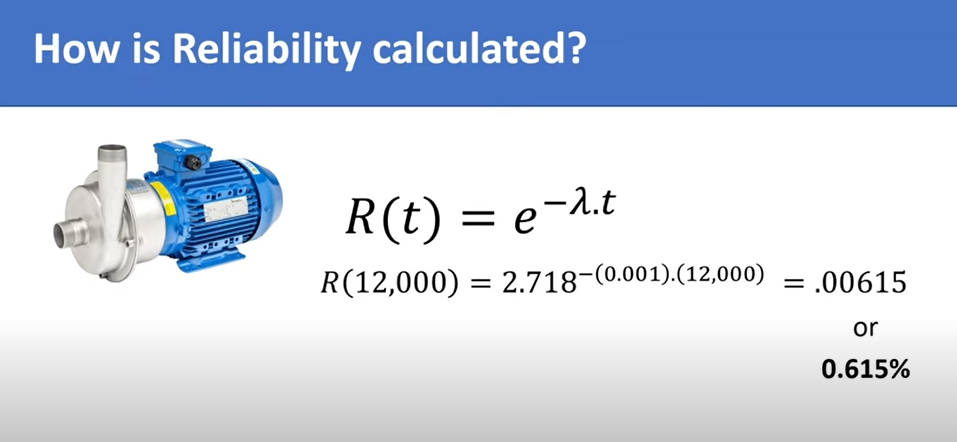 How is Reliability calculated?
R(t) = e^{−λ.t}
R(12,000) = 2.718^{−(0.001).(12,000)} = .00615
or
0.615%